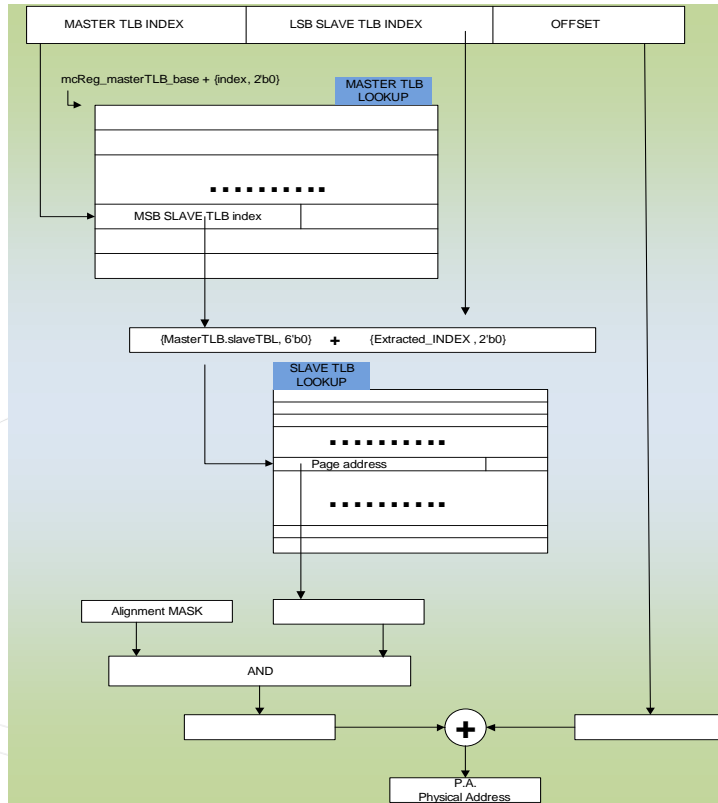 MASTER TLB INDEX
LSB SLAVE TLB INDEX
OFFSET
mcReg_masterTLB_base + {index, 2'b0}
MASTER TLB
LOOKUP
MSB SLAVE TLB index
{MasterTLB.slaveTBL, 6'b0} + {Extracted_INDEX , 2'b0}
SLAVE TLB
LOOKUP
Page address
Alignment MASK
AND
+
P.A.
Physical Address